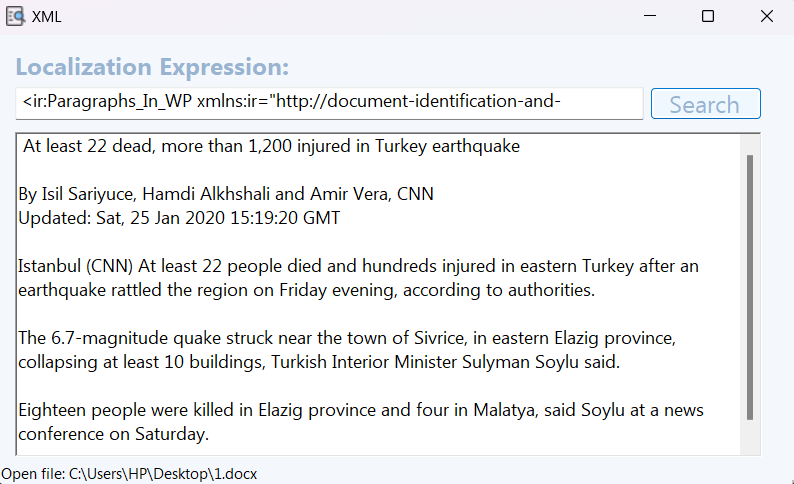 XML
Localization Expression:
<ir:Paragraphs_In_WP xmlns:ir="http://document-identification-and-
Search
At least 22 dead, more than 1,200 injured in Turkey earthquake
By Isil Sariyuce, Hamdi Alkhshali and Amir Vera, CNN
Updated: Sat, 25 Jan 2020 15:19:20 GMT
Istanbul (CNN) At least 22 people died and hundreds injured in eastern Turkey after an
earthquake rattled the region on Friday evening, according to authorities.
The 6.7-magnitude quake struck near the town of Sivrice, in eastern Elazig province,
collapsing at least 10 buildings, Turkish Interior Minister Sulyman Soylu said.
Eighteen people were killed in Elazig province and four in Malatya, said Soylu at a news
conference on Saturday.
Open file: C:\Users\HP\Desktop\1.docx